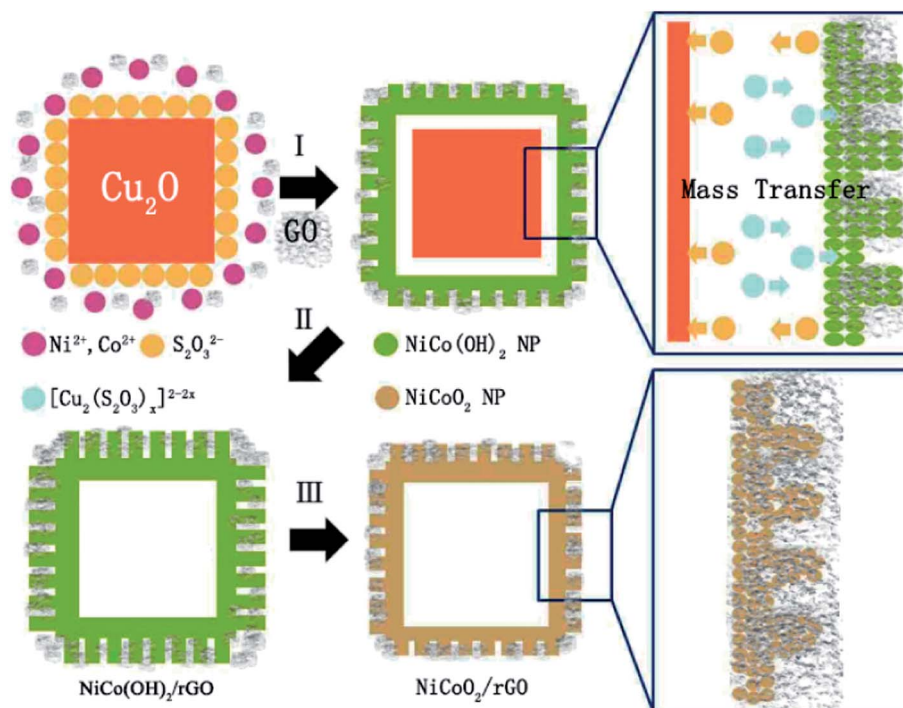 Cu₂O
I
GO
Mass Transfer
II
Ni²⁺, Co²⁺
S₂O₃²⁻
NiCo(OH)₂ NP
[Cu₂(S₂O₃)ₓ]²⁻²ˣ
NiCoO₂ NP
III
NiCo(OH)₂/rGO
NiCoO₂/rGO